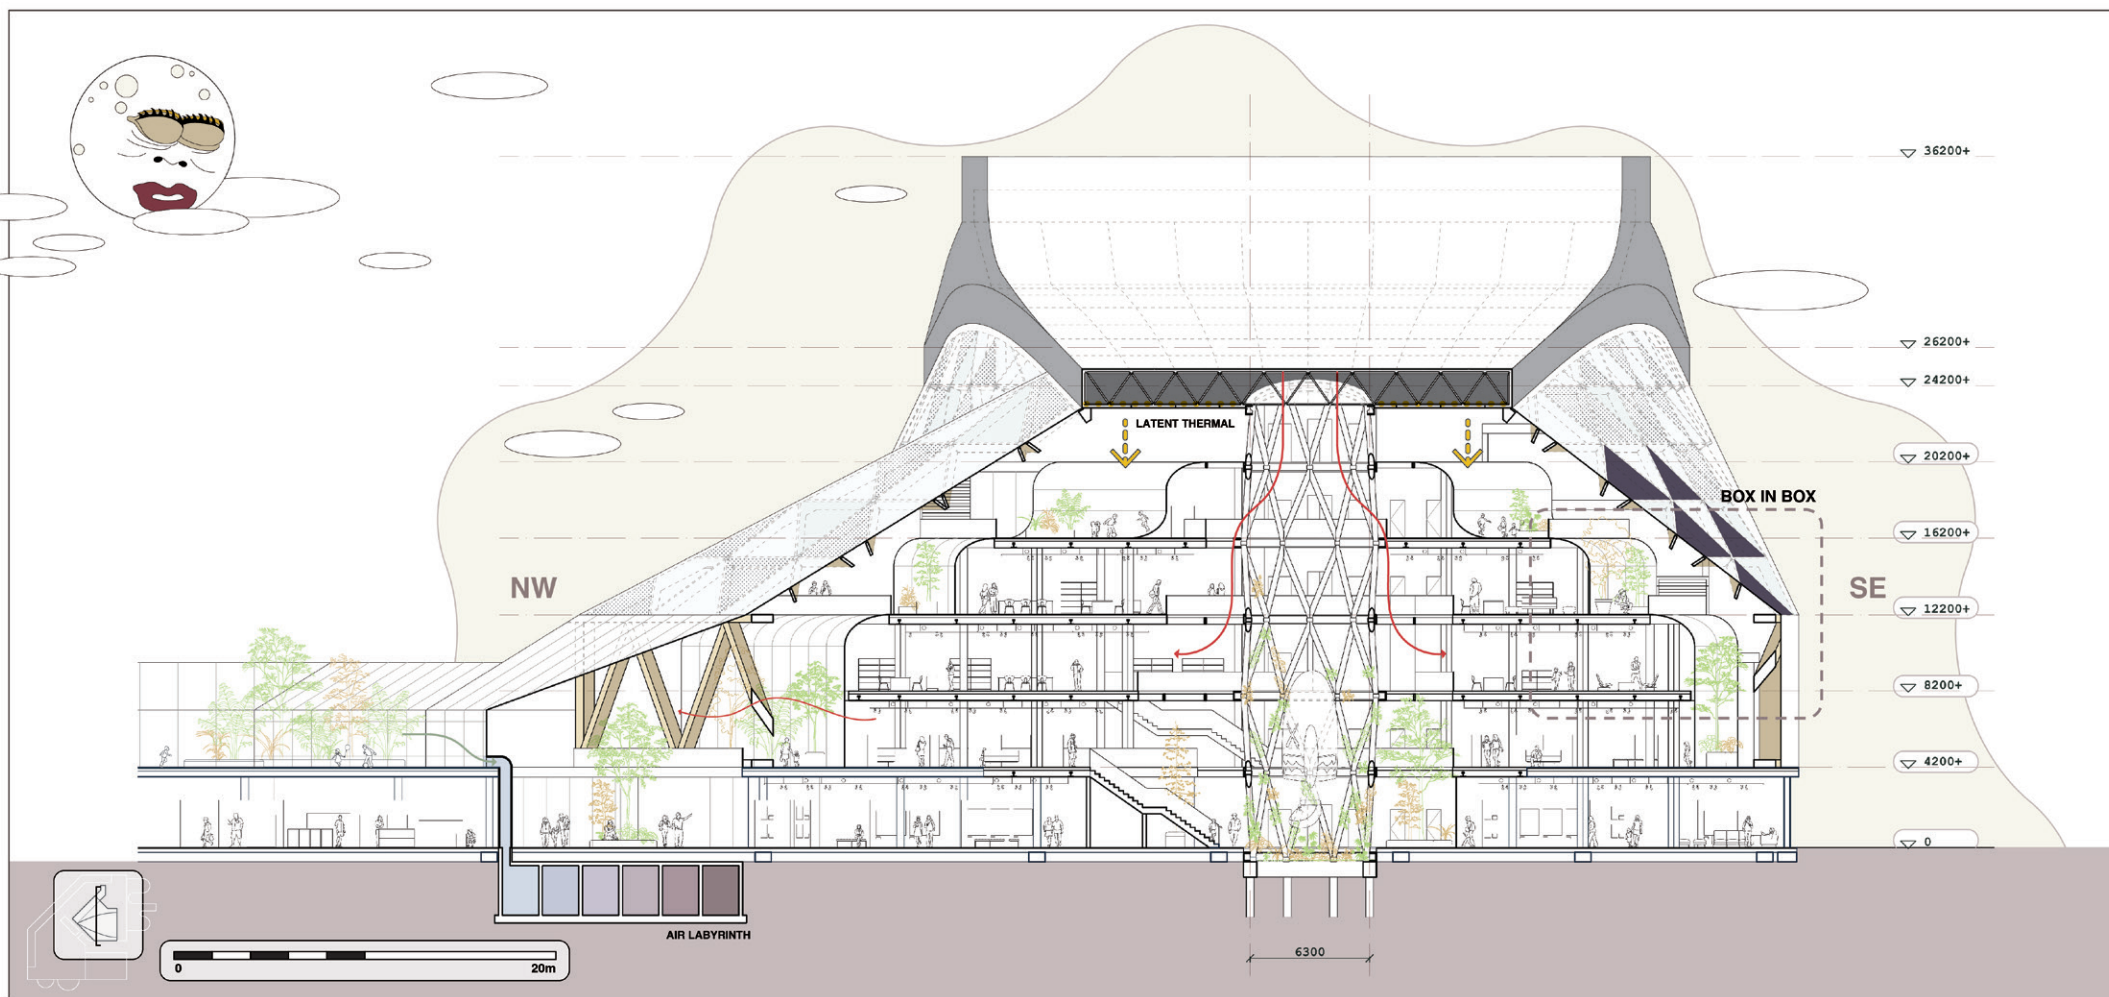 36200+
26200+
24200+
LATENT THERMAL
20200+
BOX IN BOX
16200+
NW
SE
12200+
8200+
4200+
0
AIR LABYRINTH
6300
0 20m